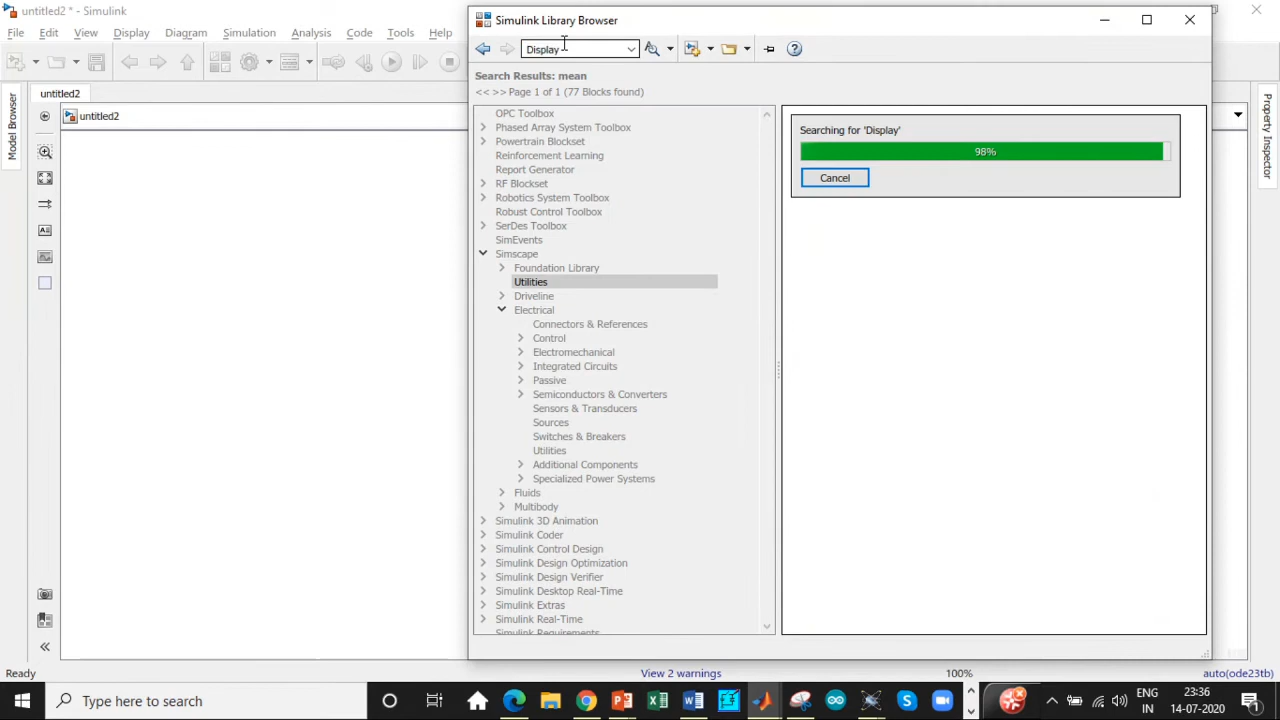 untitled2 * - Simulink
File Edit View Display Diagram Simulation Analysis Code Tools Help
untitled2
untitled2
Model Browser
Property Inspector
Simulink Library Browser
Display
Search Results: mean
<< >> Page 1 of 1 (77 Blocks found)
OPC Toolbox
Phased Array System Toolbox
Powertrain Blockset
Reinforcement Learning
Report Generator
RF Blockset
Robotics System Toolbox
Robust Control Toolbox
SerDes Toolbox
SimEvents
Simscape
Foundation Library
Utilities
Driveline
Electrical
Connectors & References
Control
Electromechanical
Integrated Circuits
Passive
Semiconductors & Converters
Sensors & Transducers
Sources
Switches & Breakers
Utilities
Additional Components
Specialized Power Systems
Fluids
Multibody
Simulink 3D Animation
Simulink Coder
Simulink Control Design
Simulink Design Optimization
Simulink Design Verifier
Simulink Desktop Real-Time
Simulink Extras
Simulink Real-Time
Simulink Requirements
Searching for 'Display'
98%
Cancel
Ready View 2 warnings 100% auto(ode23tb)
Type here to search
ENG 23:36
IN 14-07-2020